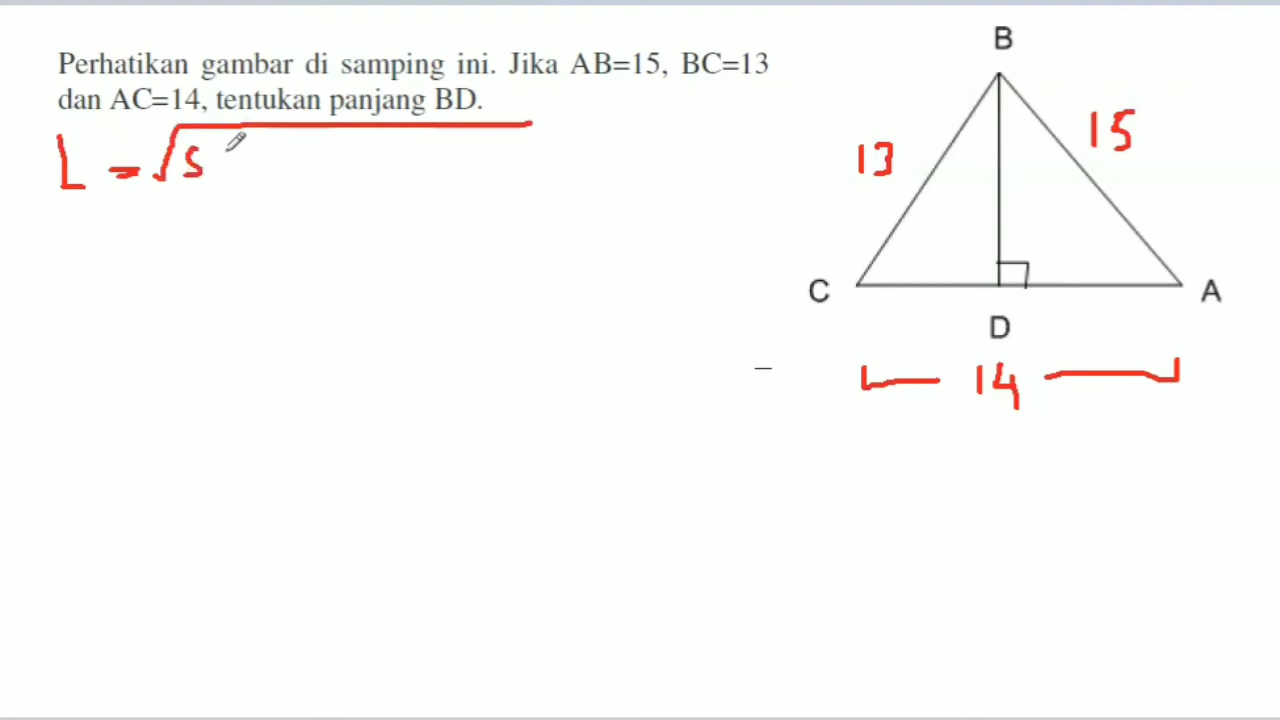 Perhatikan gambar di samping ini. Jika AB=15, BC=13
dan AC=14, tentukan panjang BD.
L = √s
B
13
15
C
A
D
14